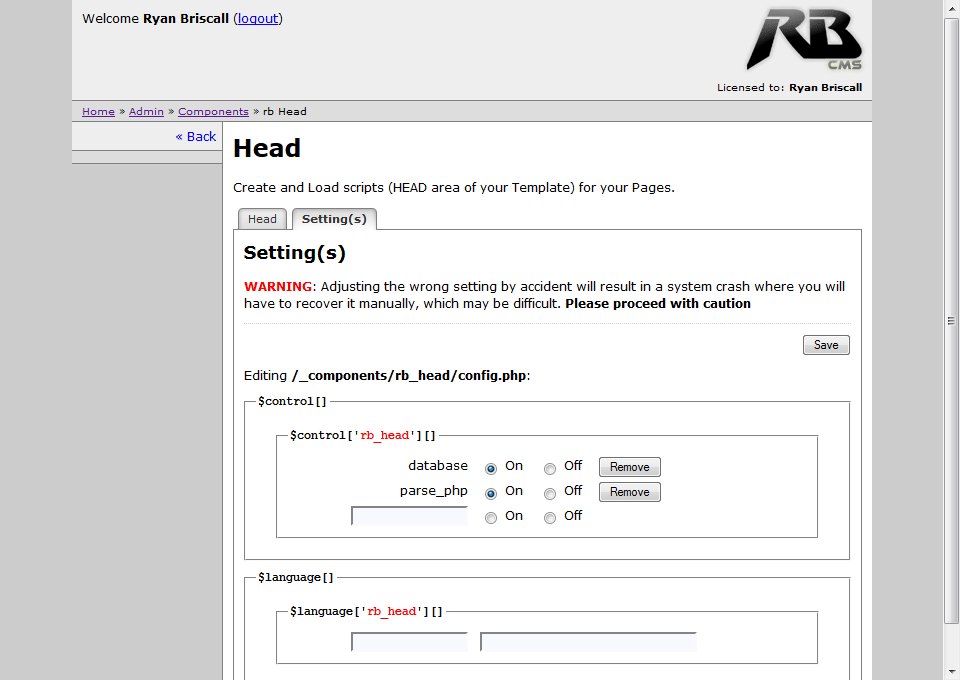 Welcome Ryan Briscall (logout)
RB
CMS
Licensed to: Ryan Briscall
Home » Admin » Components » rb Head
« Back
Head
Create and Load scripts (HEAD area of your Template) for your Pages.
Head Setting(s)
Setting(s)
WARNING: Adjusting the wrong setting by accident will result in a system crash where you will
have to recover it manually, which may be difficult. Please proceed with caution
Save
Editing /_components/rb_head/config.php:
$control[]
$control['rb_head'][]
database On Off Remove
parse_php On Off Remove
On Off
$language[]
$language['rb_head'][]